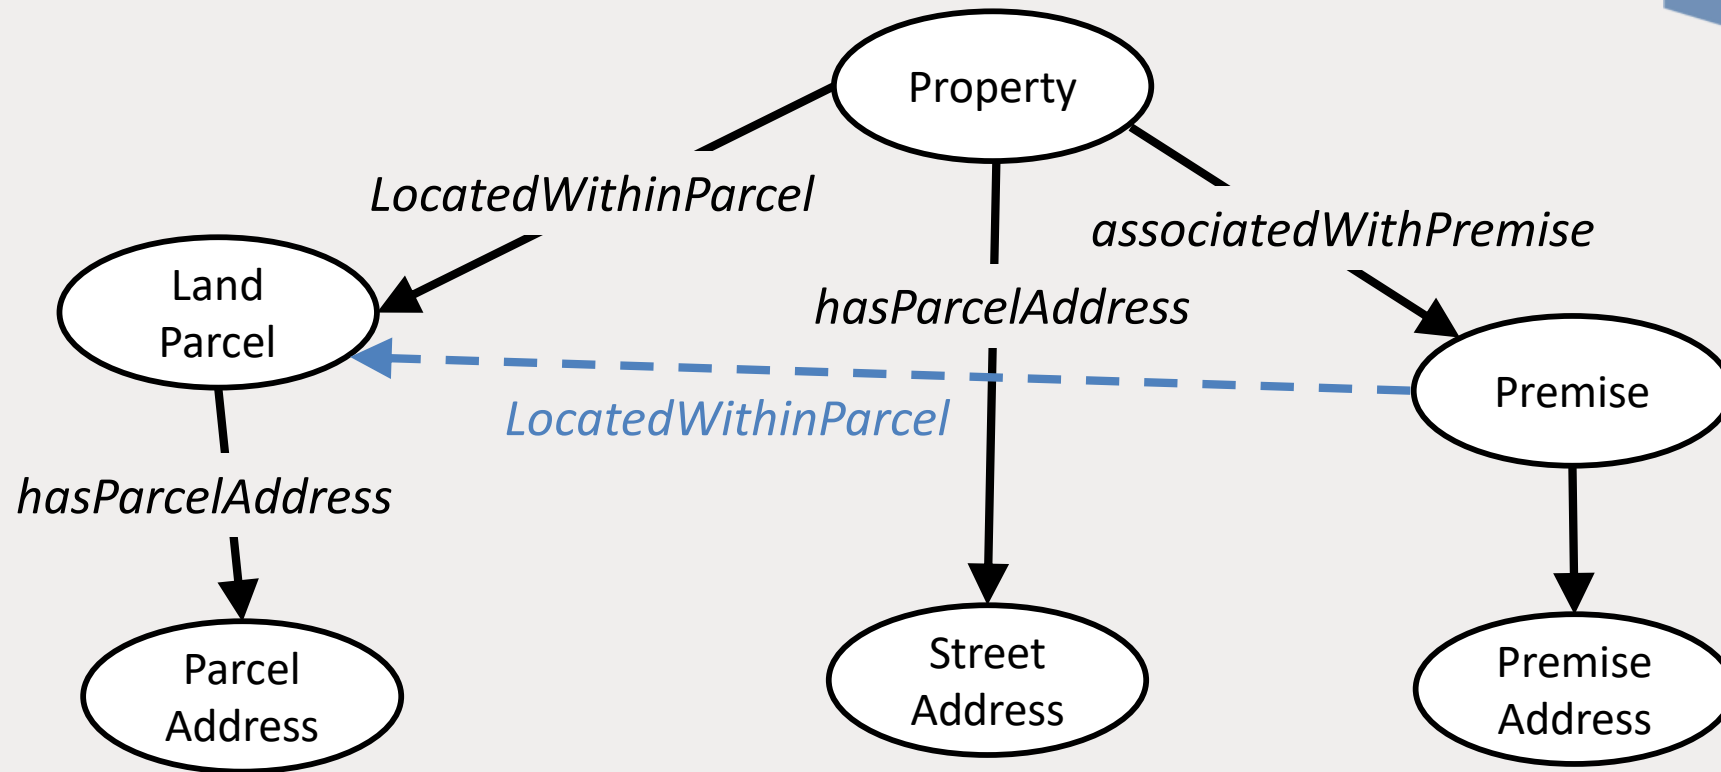 Property
LocatedWithinParcel
associatedWithPremise
Land
Parcel
hasParcelAddress
Premise
LocatedWithinParcel
hasParcelAddress
Parcel
Address
Street
Address
Premise
Address